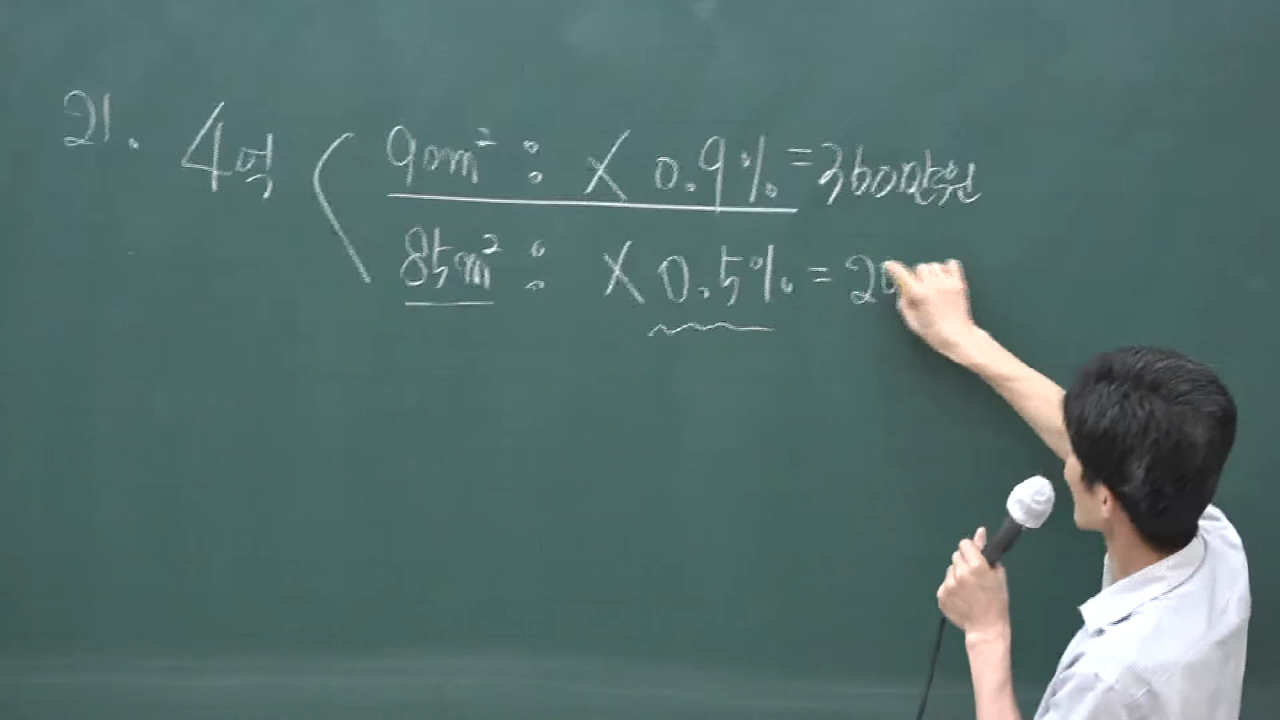 21. 4억 90m² : × 0.9% = 360만원
85m² : × 0.5% = 20